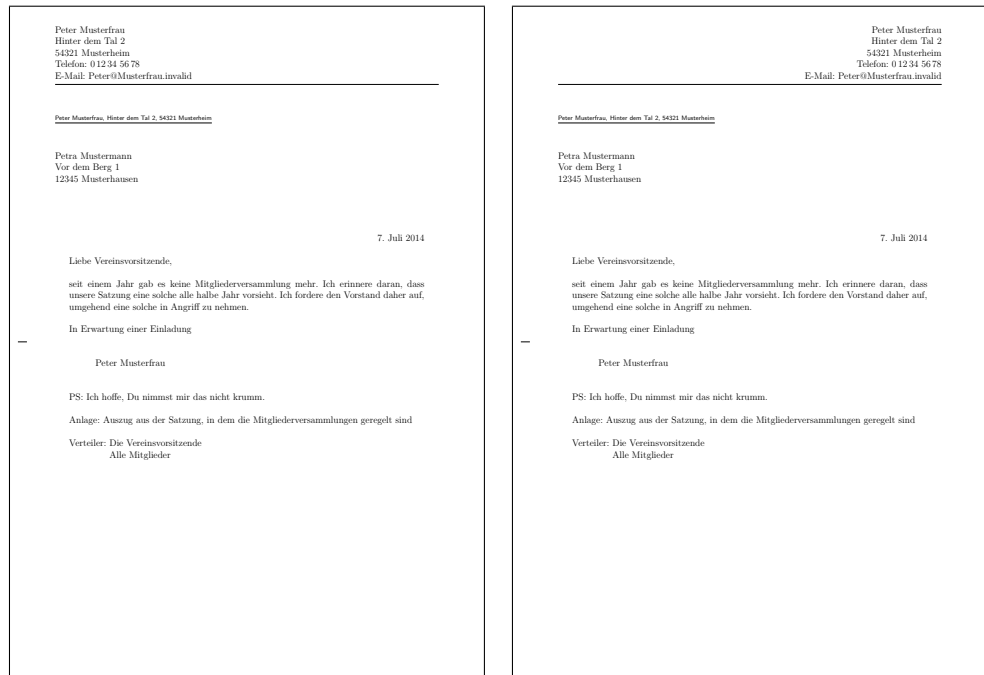 Peter Musterfrau
Hinter dem Tal 2
54321 Musterheim
Telefon: 0 12 34 56 78
E-Mail: Peter@Musterfrau.invalid
Peter Musterfrau, Hinter dem Tal 2, 54321 Musterheim
Petra Mustermann
Vor dem Berg 1
12345 Musterhausen
7. Juli 2014
Liebe Vereinsvorsitzende,
seit einem Jahr gab es keine Mitgliederversammlung mehr. Ich erinnere daran, dass
unsere Satzung eine solche alle halbe Jahr vorsieht. Ich fordere den Vorstand daher auf,
umgehend eine solche in Angriff zu nehmen.
In Erwartung einer Einladung
Peter Musterfrau
PS: Ich hoffe, Du nimmst mir das nicht krumm.
Anlage: Auszug aus der Satzung, in dem die Mitgliederversammlungen geregelt sind
Verteiler: Die Vereinsvorsitzende
Alle Mitglieder
Peter Musterfrau
Hinter dem Tal 2
54321 Musterheim
Telefon: 0 12 34 56 78
E-Mail: Peter@Musterfrau.invalid
Peter Musterfrau, Hinter dem Tal 2, 54321 Musterheim
Petra Mustermann
Vor dem Berg 1
12345 Musterhausen
7. Juli 2014
Liebe Vereinsvorsitzende,
seit einem Jahr gab es keine Mitgliederversammlung mehr. Ich erinnere daran, dass
unsere Satzung eine solche alle halbe Jahr vorsieht. Ich fordere den Vorstand daher auf,
umgehend eine solche in Angriff zu nehmen.
In Erwartung einer Einladung
Peter Musterfrau
PS: Ich hoffe, Du nimmst mir das nicht krumm.
Anlage: Auszug aus der Satzung, in dem die Mitgliederversammlungen geregelt sind
Verteiler: Die Vereinsvorsitzende
Alle Mitglieder